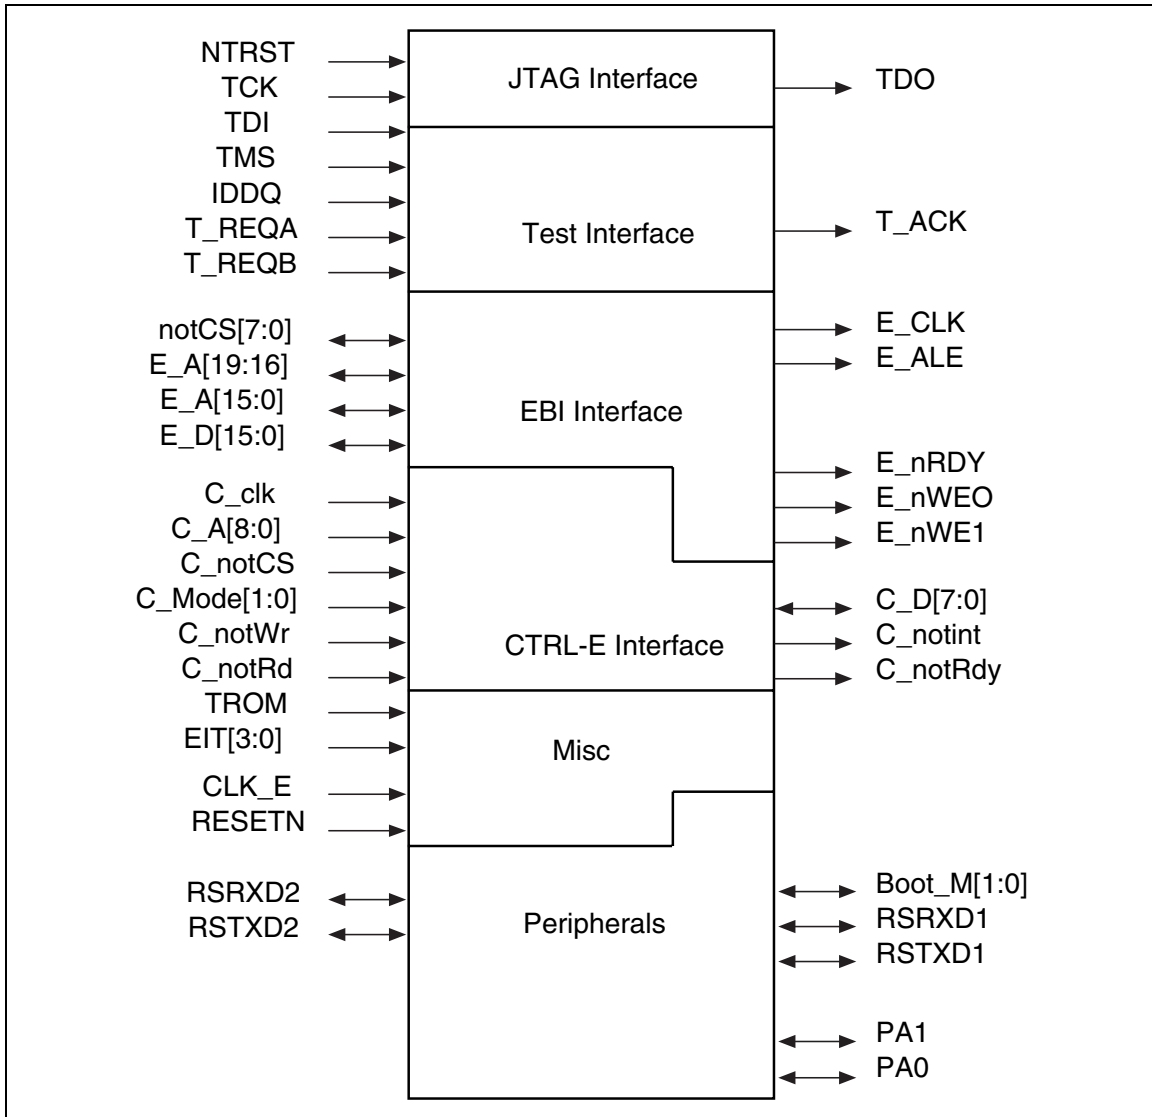 NTRST
TCK
TDI
TMS
IDDQ
T_REQA
T_REQB
notCS[7:0]
E_A[19:16]
E_A[15:0]
E_D[15:0]
C_clk
C_A[8:0]
C_notCS
C_Mode[1:0]
C_notWr
C_notRd
TROM
EIT[3:0]
CLK_E
RESETN
RSRXD2
RSTXD2
JTAG Interface
Test Interface
EBI Interface
CTRL-E Interface
Misc
Peripherals
TDO
T_ACK
E_CLK
E_ALE
E_nRDY
E_nWEO
E_nWE1
C_D[7:0]
C_notint
C_notRdy
Boot_M[1:0]
RSRXD1
RSTXD1
PA1
PA0